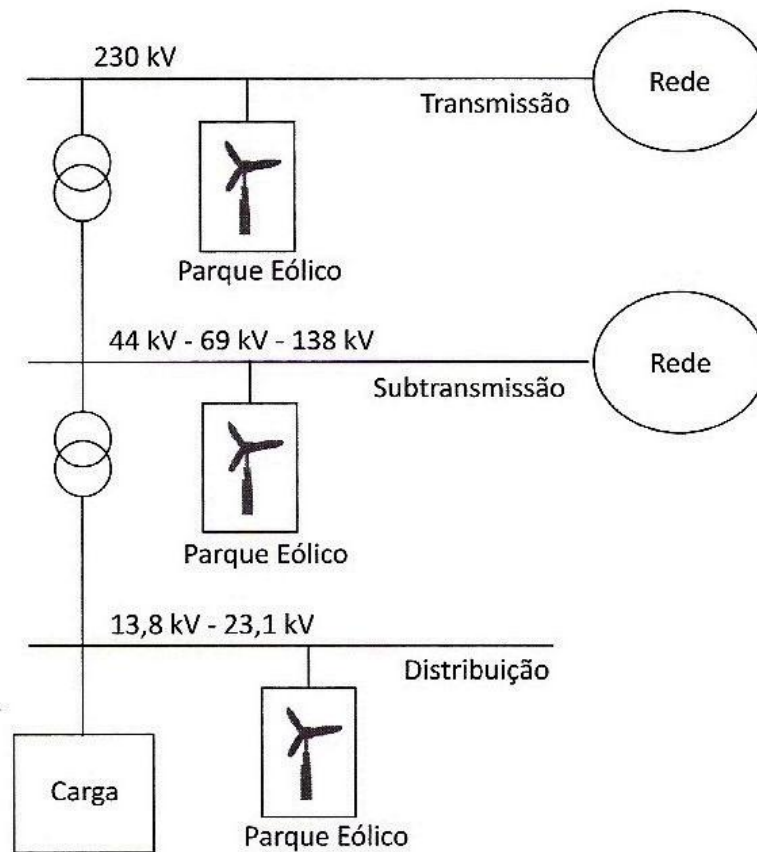 230 kV
Transmissão
Rede
Parque Eólico
44 kV - 69 kV - 138 kV
Subtransmissão
Rede
Parque Eólico
13,8 kV - 23,1 kV
Distribuição
Carga
Parque Eólico